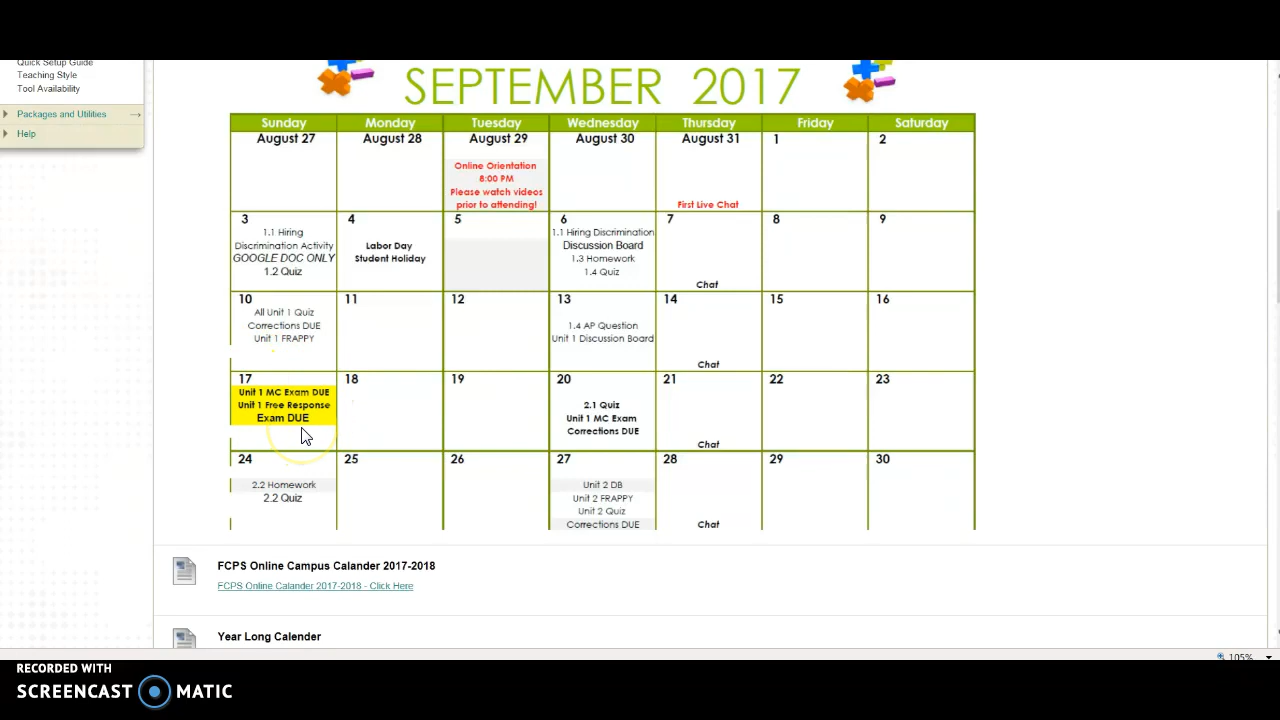 Quick Setup Guide
Teaching Style
Tool Availability
Packages and Utilities
Help
SEPTEMBER 2017
Sunday Monday Tuesday Wednesday Thursday Friday Saturday
August 27 August 28 August 29 August 30 August 31 1 2
Online Orientation
8:00 PM
Please watch videos
prior to attending!
First Live Chat
3 4 5 6 7 8 9
1.1 Hiring
Discrimination Activity
GOOGLE DOC ONLY
1.2 Quiz
Labor Day
Student Holiday
1.1 Hiring Discrimination
Discussion Board
1.3 Homework
1.4 Quiz
Chat
10 11 12 13 14 15 16
All Unit 1 Quiz
Corrections DUE
Unit 1 FRAPPY
1.4 AP Question
Unit 1 Discussion Board
Chat
17 18 19 20 21 22 23
Unit 1 MC Exam DUE
Unit 1 Free Response
Exam DUE
2.1 Quiz
Unit 1 MC Exam
Corrections DUE
Chat
24 25 26 27 28 29 30
2.2 Homework
2.2 Quiz
Unit 2 DB
Unit 2 FRAPPY
Unit 2 Quiz
Corrections DUE
Chat
FCPS Online Campus Calander 2017-2018
FCPS Online Calander 2017-2018 - Click Here
Year Long Calender
105%
RECORDED WITH
SCREENCAST MATIC